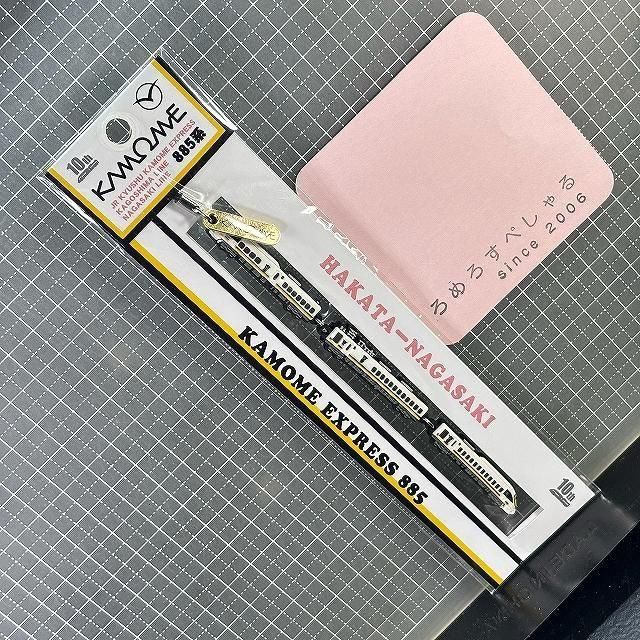 10th
KAMOME
JR KYUSHU KAMOME EXPRESS
KAGOSHIMA LINE
NAGASAKI LINE
885系
HAKATA－NAGASAKI
KAMOME EXPRESS 885
10th
ろめろすぺしゃる
since 2006